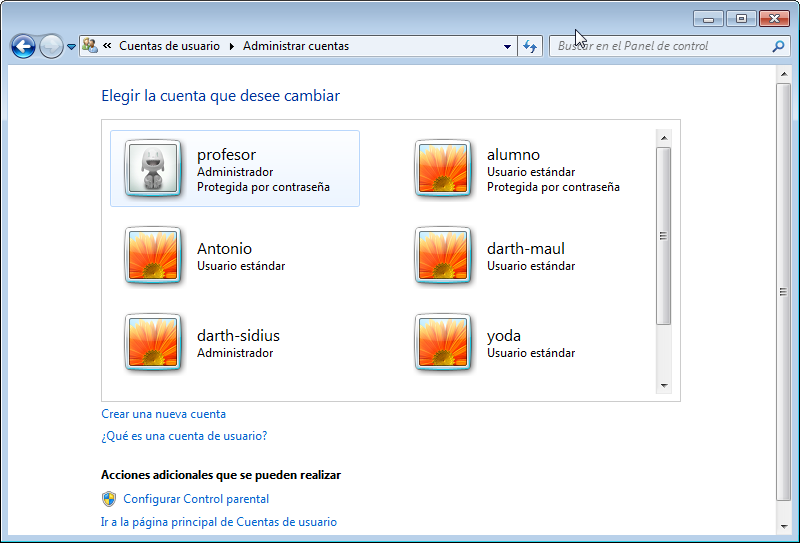 « Cuentas de usuario ▸ Administrar cuentas
Buscar en el Panel de control
Elegir la cuenta que desee cambiar
profesor
Administrador
Protegida por contraseña
alumno
Usuario estándar
Protegida por contraseña
Antonio
Usuario estándar
darth-maul
Usuario estándar
darth-sidius
Administrador
yoda
Usuario estándar
Crear una nueva cuenta
¿Qué es una cuenta de usuario?
Acciones adicionales que se pueden realizar
Configurar Control parental
Ir a la página principal de Cuentas de usuario